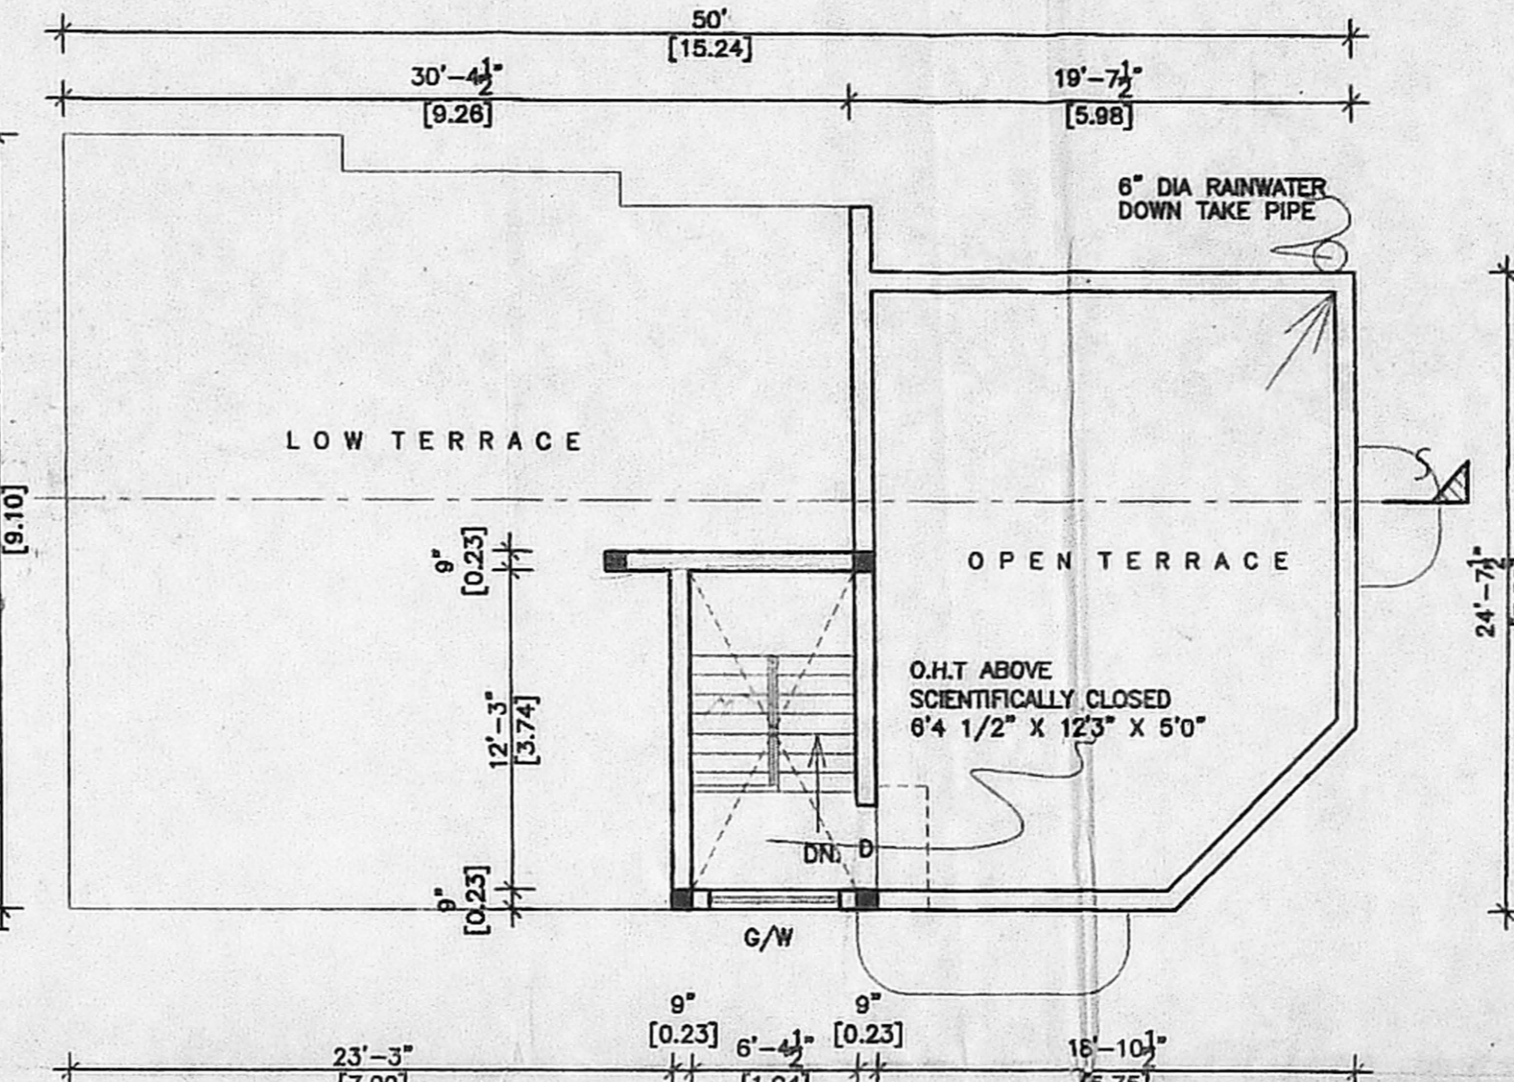 50'
[15.24]
30'-4½"
[9.26]
19'-7½"
[5.98]
6" DIA RAINWATER
DOWN TAKE PIPE
LOW TERRACE
S
[9.10]
9"
[0.23]
OPEN TERRACE
24'-7½"
O.H.T ABOVE
SCIENTIFICALLY CLOSED
6'4 1/2" X 12'3" X 5'0"
12'-3"
[3.74]
DN. D
9"
[0.23]
G/W
9"
[0.23]
9"
[0.23]
23'-3"
6'-4½"
18'-10½"